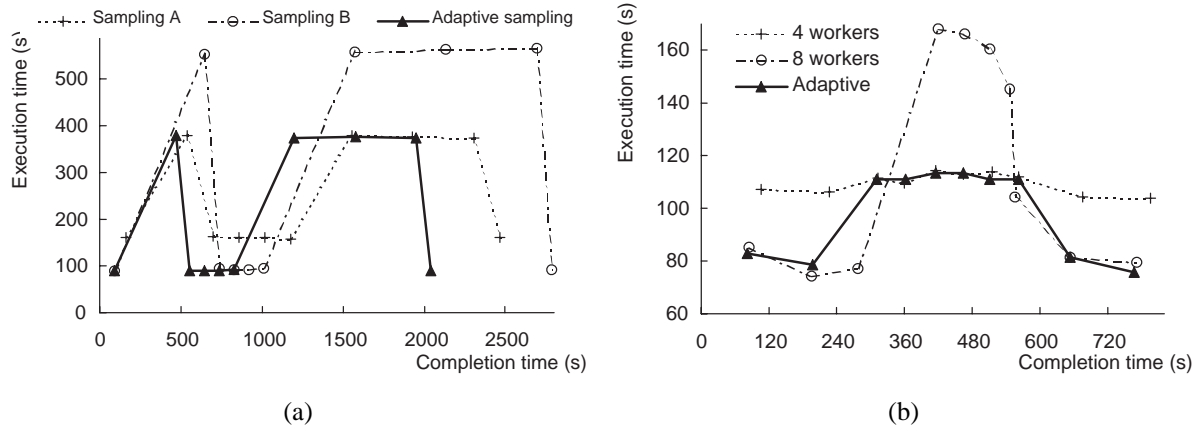 Sampling A Sampling B Adaptive sampling
Execution time (s)
500
400
300
200
100
0
0 500 1000 1500 2000 2500
Completion time (s)
(a)
4 workers
8 workers
Adaptive
Execution time (s)
160
140
120
100
80
60
0 120 240 360 480 600 720
Completion time (s)
(b)